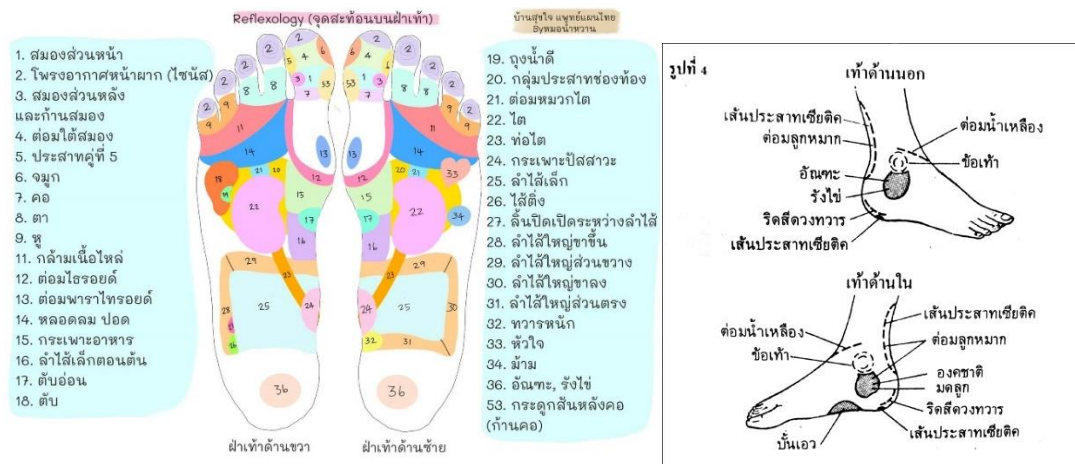 Reflexology (จุดสะท้อนบนฝ่าเท้า)
บ้านสุขใจ แพทย์แผนไทย
Byหมอน้ำหวาน
1. สมองส่วนหน้า
2. โพรงอากาศหน้าผาก (ไซนัส)
3. สมองส่วนหลัง
และก้านสมอง
4. ต่อมใต้สมอง
5. ประสาทคู่ที่ 5
6. จมูก
7. คอ
8. ตา
9. หู
11. กล้ามเนื้อไหล่
12. ต่อมไธรอยด์
13. ต่อมพาราไทรอยด์
14. หลอดลม ปอด
15. กระเพาะอาหาร
16. ลำไส้เล็กตอนต้น
17. ตับอ่อน
18. ตับ
ฝ่าเท้าด้านขวา
ฝ่าเท้าด้านซ้าย
19. ถุงน้ำดี
20. กลุ่มประสาทช่องท้อง
21. ต่อมหมวกไต
22. ไต
23. ท่อไต
24. กระเพาะปัสสาวะ
25. ลำไส้เล็ก
26. ไส้ติ่ง
27. ลิ้นปิดเปิดระหว่างลำไส้
28. ลำไส้ใหญ่ขาขึ้น
29. ลำไส้ใหญ่ส่วนขวาง
30. ลำไส้ใหญ่ขาลง
31. ลำไส้ใหญ่ส่วนตรง
32. ทวารหนัก
33. หัวใจ
34. ม้าม
36. อัณฑะ, รังไข่
53. กระดูกสันหลังคอ
(ก้านคอ)
รูปที่ 4
เท้าด้านนอก
เส้นประสาทเซียติค
ต่อมลูกหมาก
ต่อมน้ำเหลือง
ข้อเท้า
อัณฑะ
รังไข่
ริดสีดวงทวาร
เส้นประสาทเซียติค
เท้าด้านใน
เส้นประสาทเซียติค
ต่อมน้ำเหลือง
ต่อมลูกหมาก
ข้อเท้า
องคชาติ
มดลูก
ริดสีดวงทวาร
เส้นประสาทเซียติค
บั้นเอว